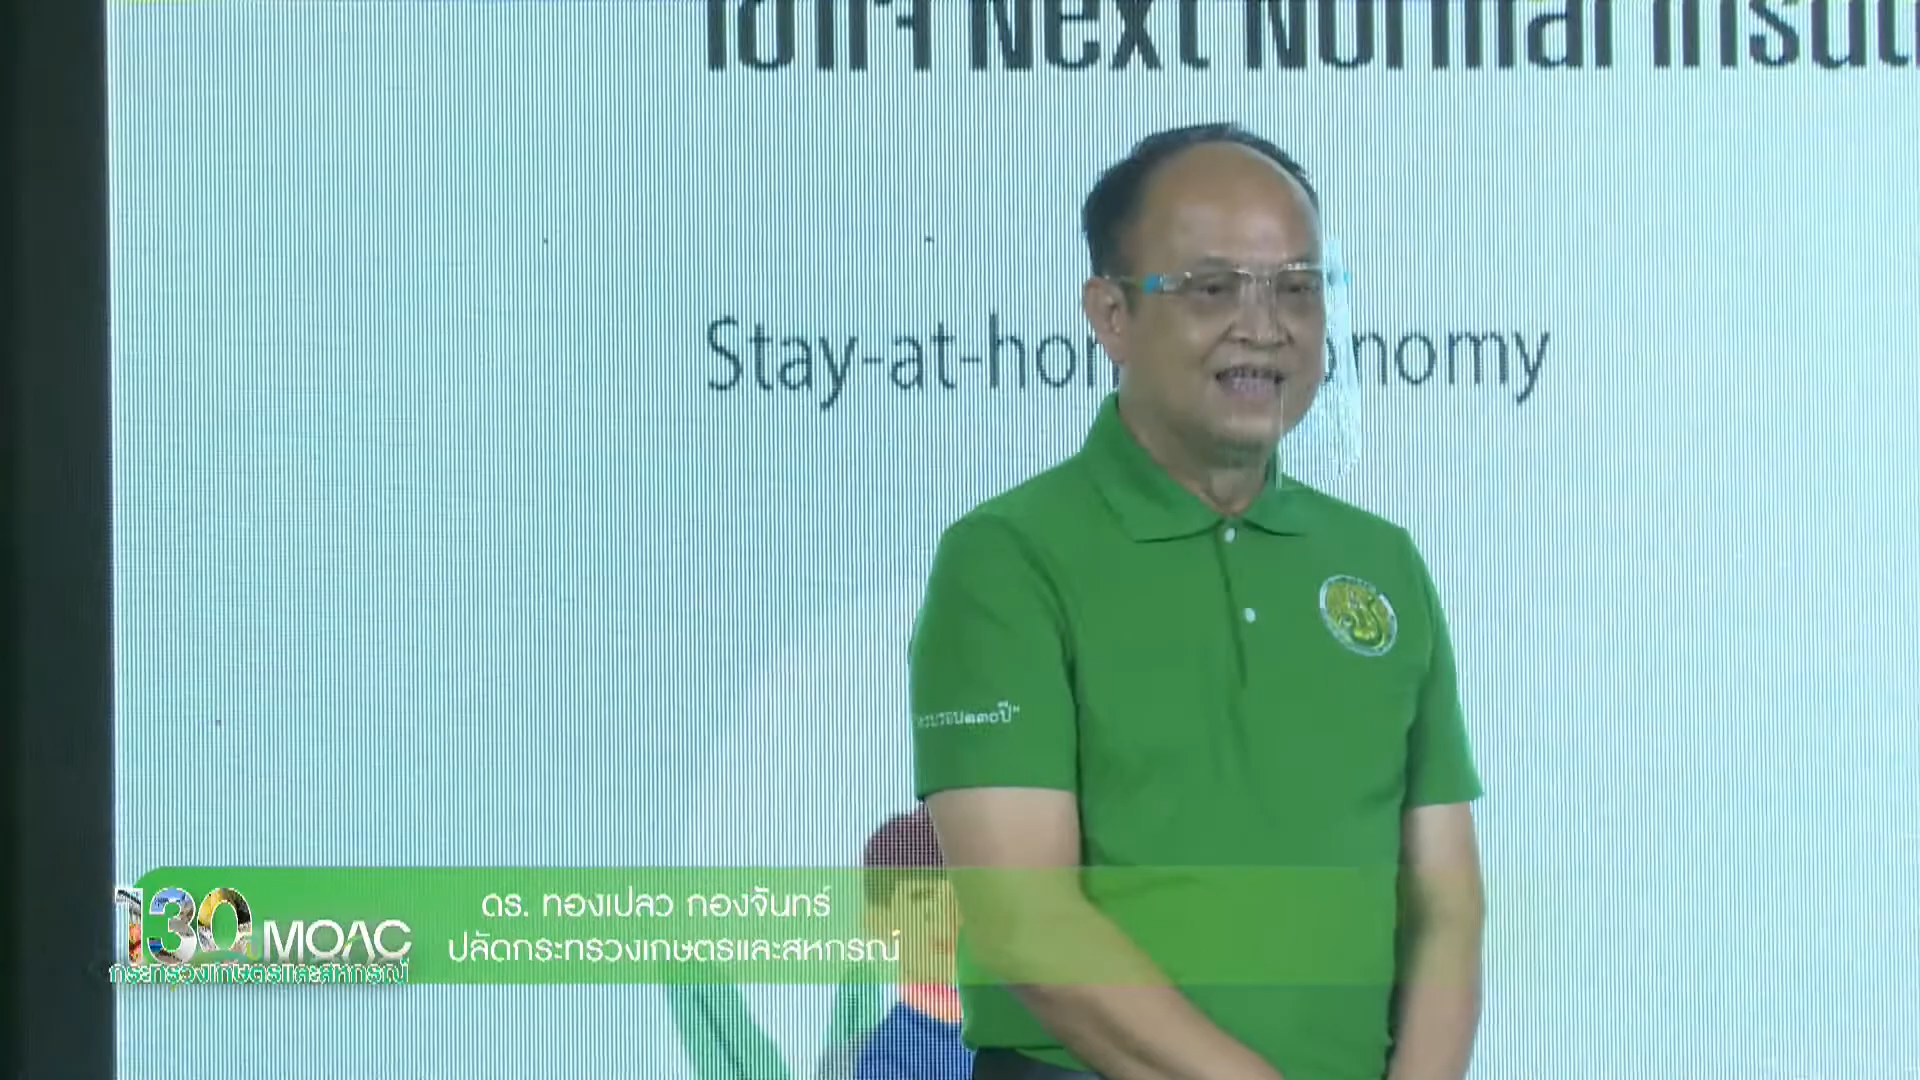 Next Normal
Stay-at-hom onomy
ดร. ทองเปลว กองจันทร์
ปลัดกระทรวงเกษตรและสหกรณ์
130 MOAC
กระทรวงเกษตรและสหกรณ์